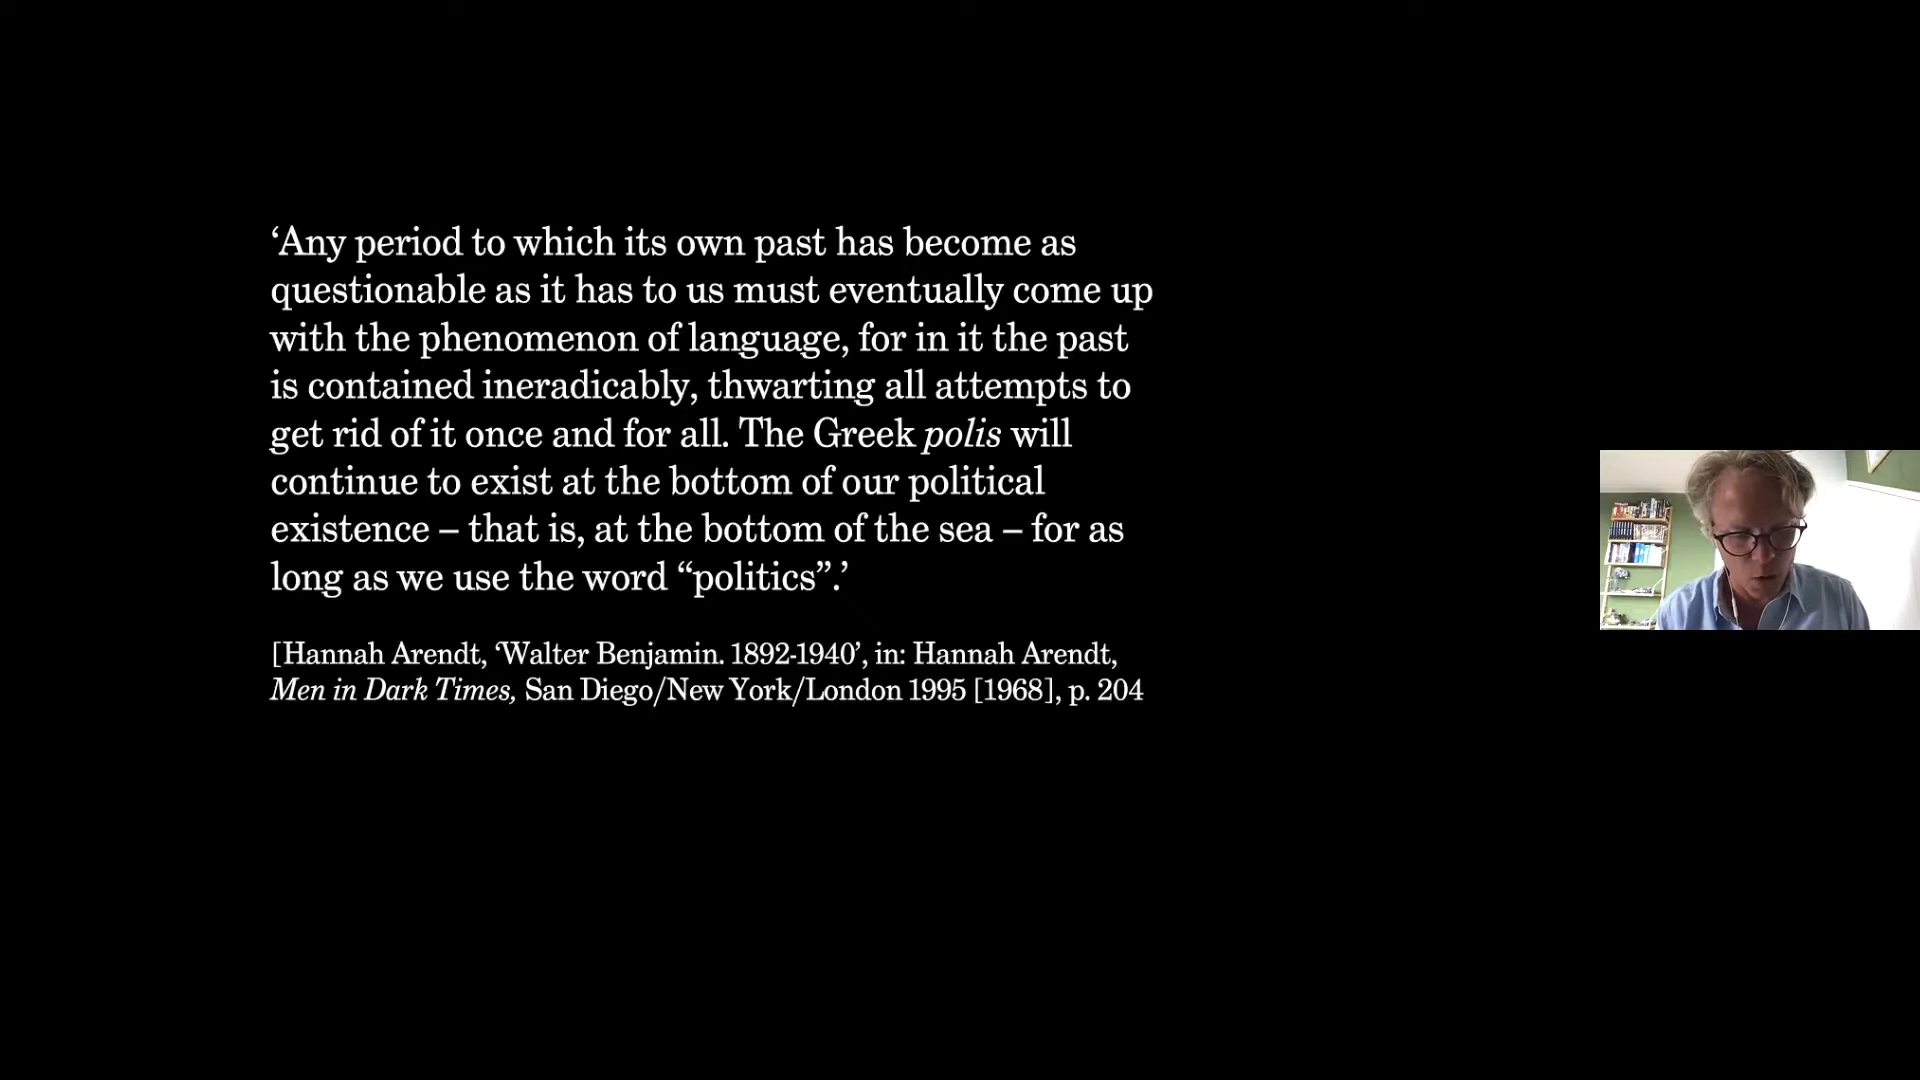 ‘Any period to which its own past has become as
questionable as it has to us must eventually come up
with the phenomenon of language, for in it the past
is contained ineradicably, thwarting all attempts to
get rid of it once and for all. The Greek polis will
continue to exist at the bottom of our political
existence – that is, at the bottom of the sea – for as
long as we use the word “politics”.’
[Hannah Arendt, ‘Walter Benjamin. 1892-1940’, in: Hannah Arendt,
Men in Dark Times, San Diego/New York/London 1995 [1968], p. 204